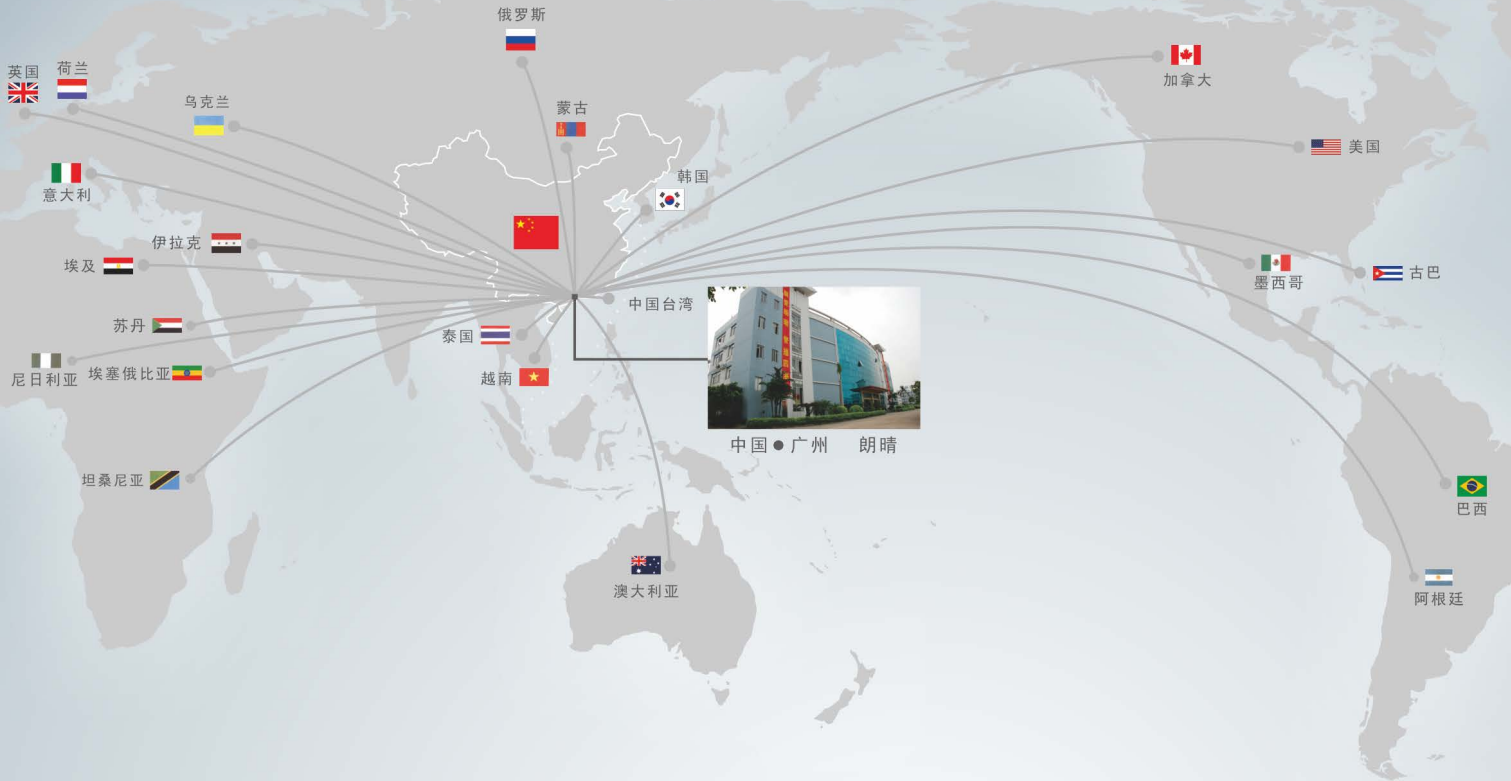 俄罗斯
英国
荷兰
加拿大
乌克兰
蒙古
美国
韩国
意大利
伊拉克
埃及
古巴
墨西哥
中国台湾
苏丹
泰国
尼日利亚
埃塞俄比亚
越南
中国●广州 朗晴
坦桑尼亚
巴西
澳大利亚
阿根廷